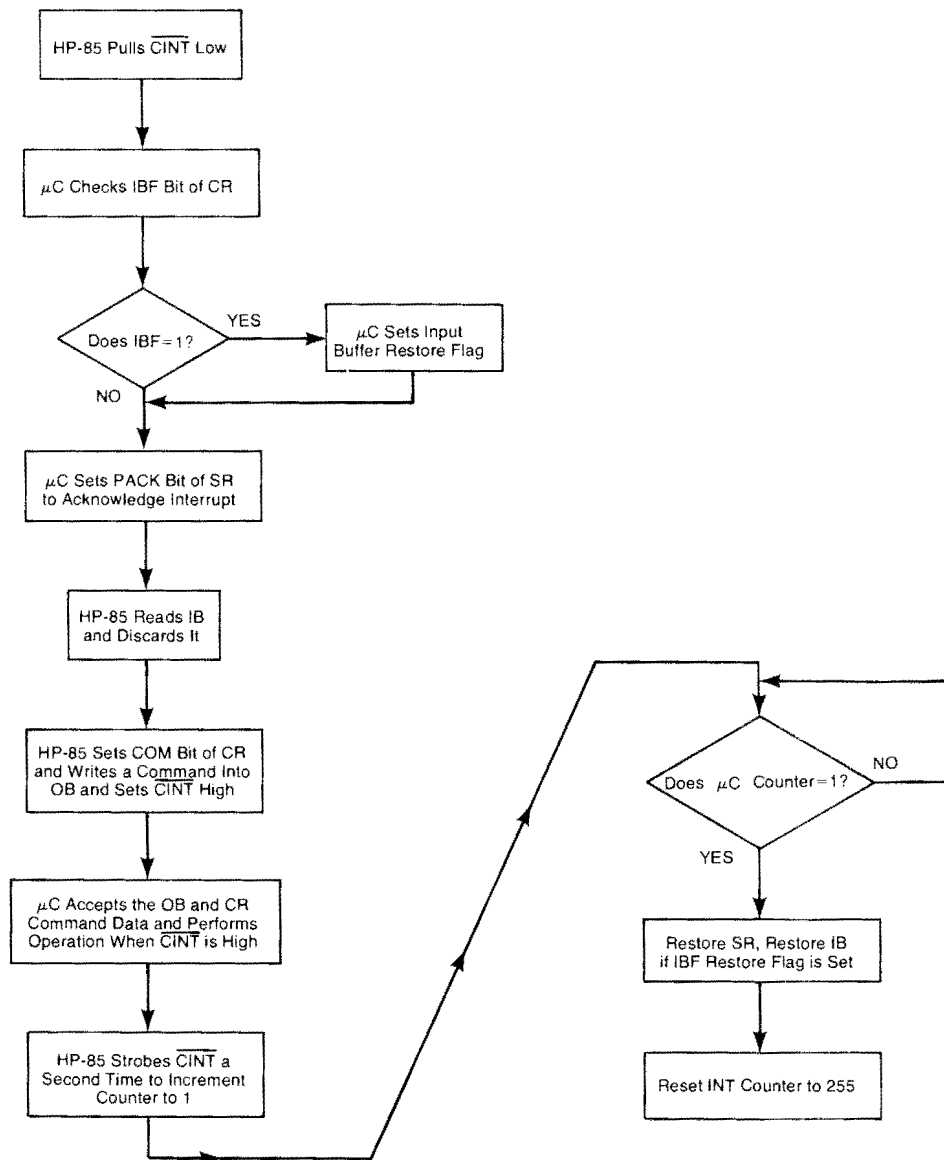 HP-85 Pulls CINT Low
μC Checks IBF Bit of CR
Does IBF=1?
YES
μC Sets Input
Buffer Restore Flag
NO
μC Sets PACK Bit of SR
to Acknowledge Interrupt
HP-85 Reads IB
and Discards It
HP-85 Sets COM Bit of CR
and Writes a Command Into
OB and Sets CINT High
μC Accepts the OB and CR
Command Data and Performs
Operation When CINT is High
HP-85 Strobes CINT a
Second Time to Increment
Counter to 1
Does μC Counter=1?
NO
YES
Restore SR, Restore IB
if IBF Restore Flag is Set
Reset INT Counter to 255